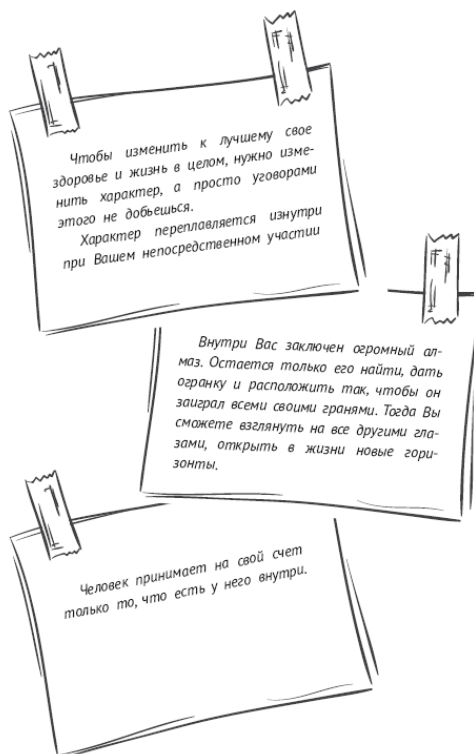 Чтобы изменить к лучшему свое
здоровье и жизнь в целом, нужно изме-
нить характер, а просто уговорами
этого не добьешься.
Характер переплавляется изнутри
при Вашем непосредственном участии
Внутри Вас заключен огромный ал-
маз. Остается только его найти, дать
огранку и расположить так, чтобы он
заиграл всеми своими гранями. Тогда Вы
сможете взглянуть на все другими гла-
зами, открыть в жизни новые гори-
зонты.
Человек принимает на свой счет
только то, что есть у него внутри.